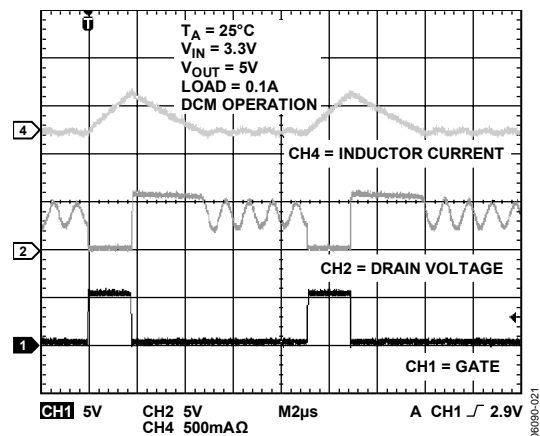 T
TA = 25°C
VIN = 3.3V
VOUT = 5V
LOAD = 0.1A
DCM OPERATION
4
CH4 = INDUCTOR CURRENT
2
CH2 = DRAIN VOLTAGE
1
CH1 = GATE
CH1 5V CH2 5V M2µs A CH1 2.9V
CH4 500mAΩ
06090-021